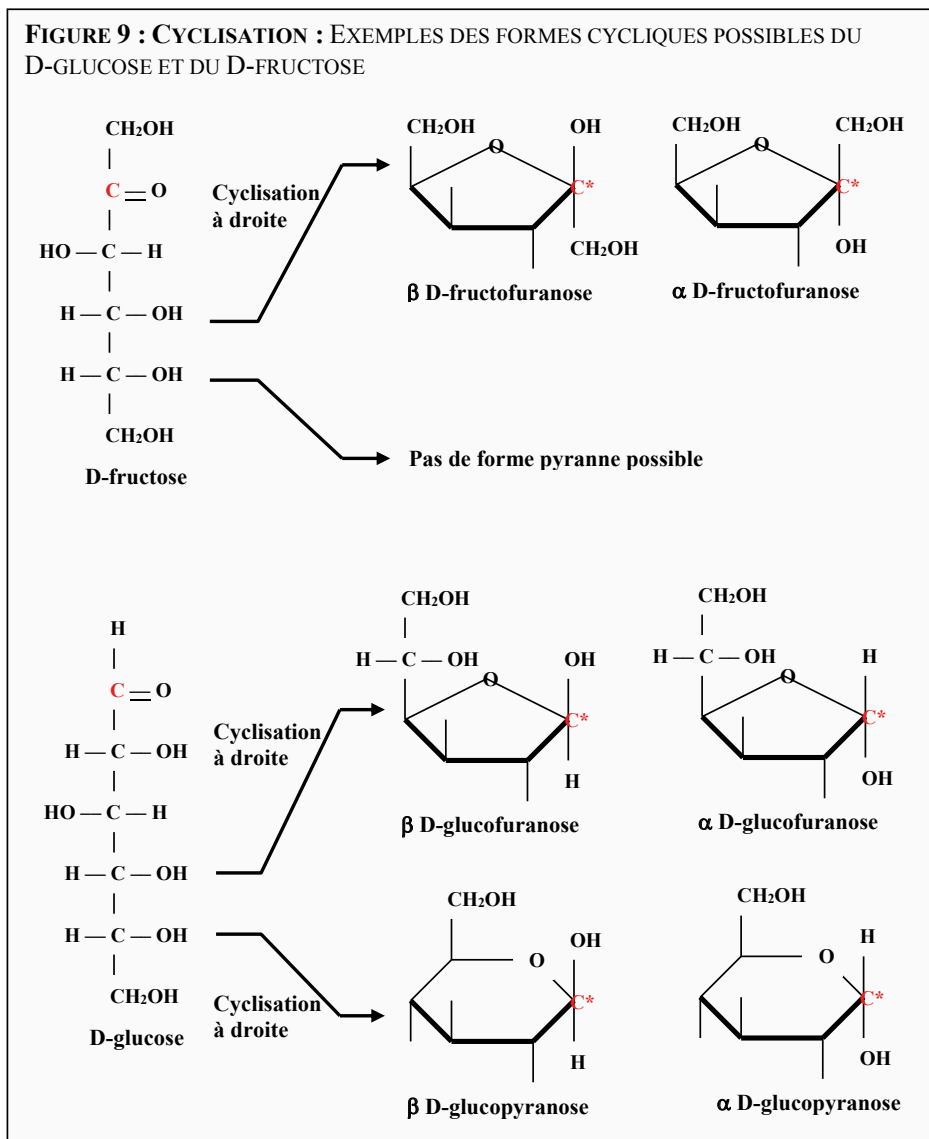 FIGURE 9 : CYCLISATION : EXEMPLES DES FORMES CYCLIQUES POSSIBLES DU
D-GLUCOSE ET DU D-FRUCTOSE
CH₂OH
C=O
HO — C — H
H — C — OH
H — C — OH
CH₂OH
D-fructose
Cyclisation
à droite
CH₂OH
O
OH
C*
CH₂OH
β D-fructofuranose
CH₂OH
O
CH₂OH
C*
OH
α D-fructofuranose
Pas de forme pyranne possible
H
C=O
H — C — OH
HO — C — H
H — C — OH
H — C — OH
CH₂OH
D-glucose
Cyclisation
à droite
CH₂OH
H — C — OH
O
OH
C*
H
β D-glucofuranose
CH₂OH
H — C — OH
O
H
C*
OH
α D-glucofuranose
Cyclisation
à droite
CH₂OH
O
OH
C*
H
β D-glucopyranose
CH₂OH
O
H
C*
OH
α D-glucopyranose